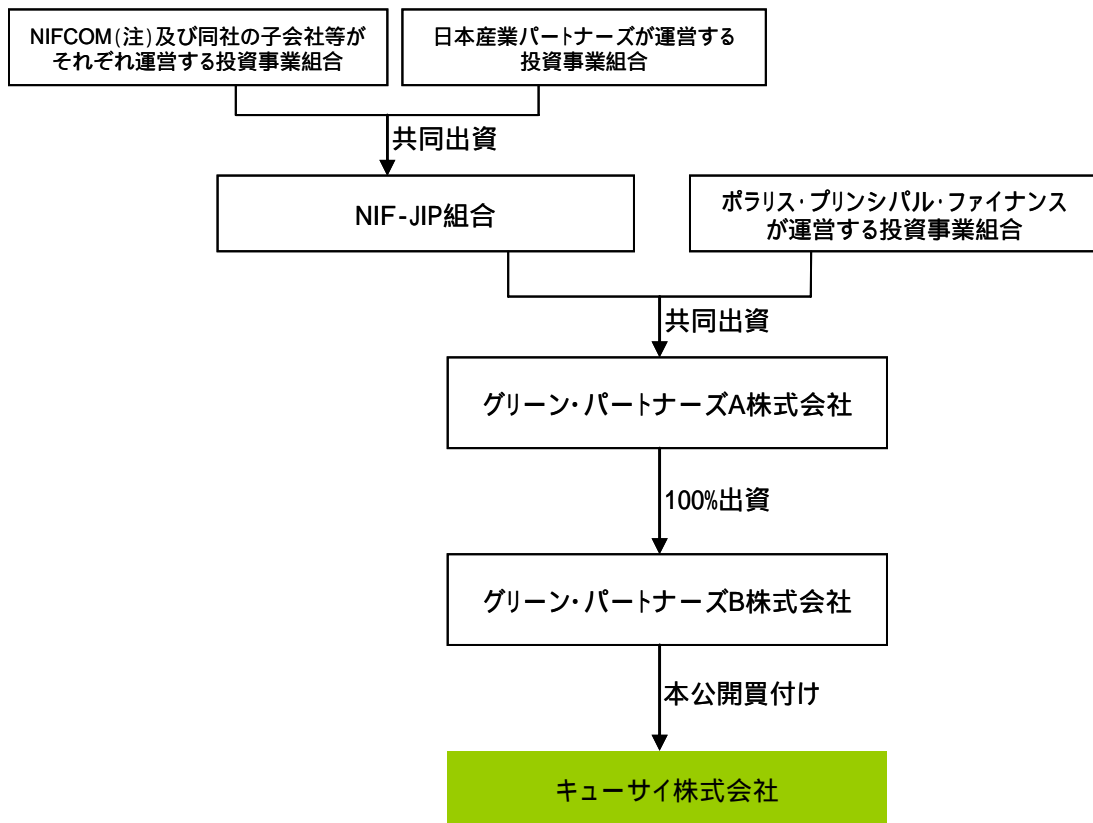 NIFCOM(注)及び同社の子会社等が
それぞれ運営する投資事業組合
日本産業パートナーズが運営する
投資事業組合
共同出資
NIF-JIP組合
ポラリス・プリンシパル・ファイナンス
が運営する投資事業組合
共同出資
グリーン・パートナーズA株式会社
100%出資
グリーン・パートナーズB株式会社
本公開買付け
キューサイ株式会社